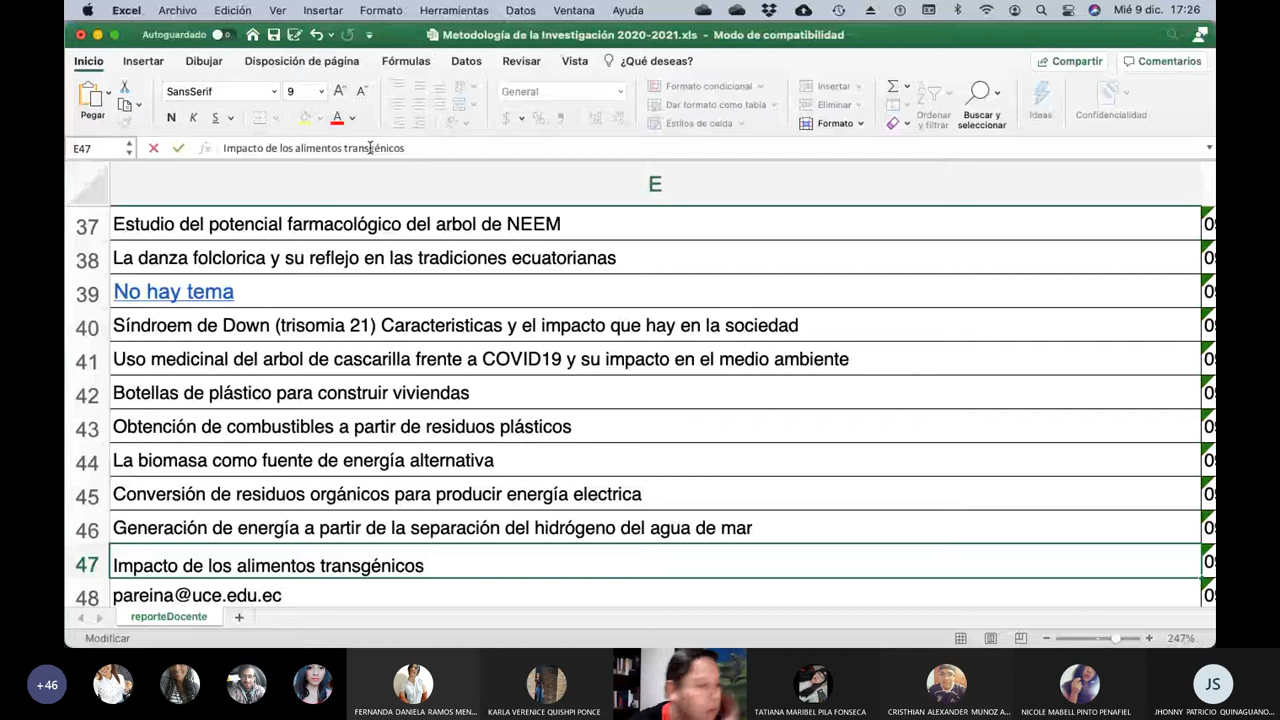 Excel Archivo Edición Ver Insertar Formato Herramientas Datos Ventana Ayuda Mié 9 dic. 17:26
Autoguardado Metodología de la Investigación 2020-2021.xls - Modo de compatibilidad
Inicio Insertar Dibujar Disposición de página Fórmulas Datos Revisar Vista ¿Qué deseas? Compartir Comentarios
Pegar
SansSerif 9
N K S
General
Formato condicional
Dar formato como tabla
Estilos de celda
Insertar
Eliminar
Formato
Ordenar y filtrar
Buscar y seleccionar
Ideas
Confidencialidad
E47 fx Impacto de los alimentos transgénicos
E
37 Estudio del potencial farmacológico del arbol de NEEM
38 La danza folclorica y su reflejo en las tradiciones ecuatorianas
39 No hay tema
40 Síndroem de Down (trisomia 21) Caracteristicas y el impacto que hay en la sociedad
41 Uso medicinal del arbol de cascarilla frente a COVID19 y su impacto en el medio ambiente
42 Botellas de plástico para construir viviendas
43 Obtención de combustibles a partir de residuos plásticos
44 La biomasa como fuente de energía alternativa
45 Conversión de residuos orgánicos para producir energía electrica
46 Generación de energía a partir de la separación del hidrógeno del agua de mar
47 Impacto de los alimentos transgénicos
48 pareina@uce.edu.ec
reporteDocente
Modificar 247%
+46
FERNANDA DANIELA RAMOS MEN...
KARLA VERENICE QUISHPI PONCE
TATIANA MARIBEL PILA FONSECA
CRISTHIAN ALEXANDER MUNOZ A...
NICOLE MABELL PINTO PENAFIEL
JS
JHONNY PATRICIO QUINAGUANO...